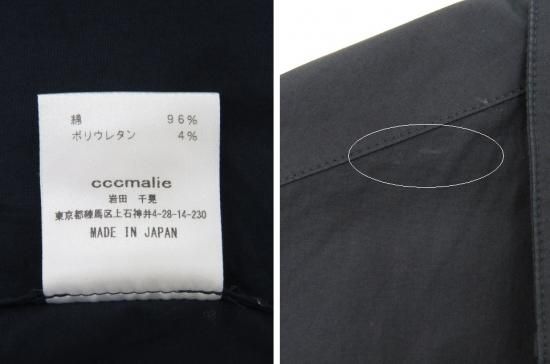 綿 96%
ポリウレタン 4%
cccmalie
岩田 千晃
東京都練馬区上石神井4-28-14-230
MADE IN JAPAN